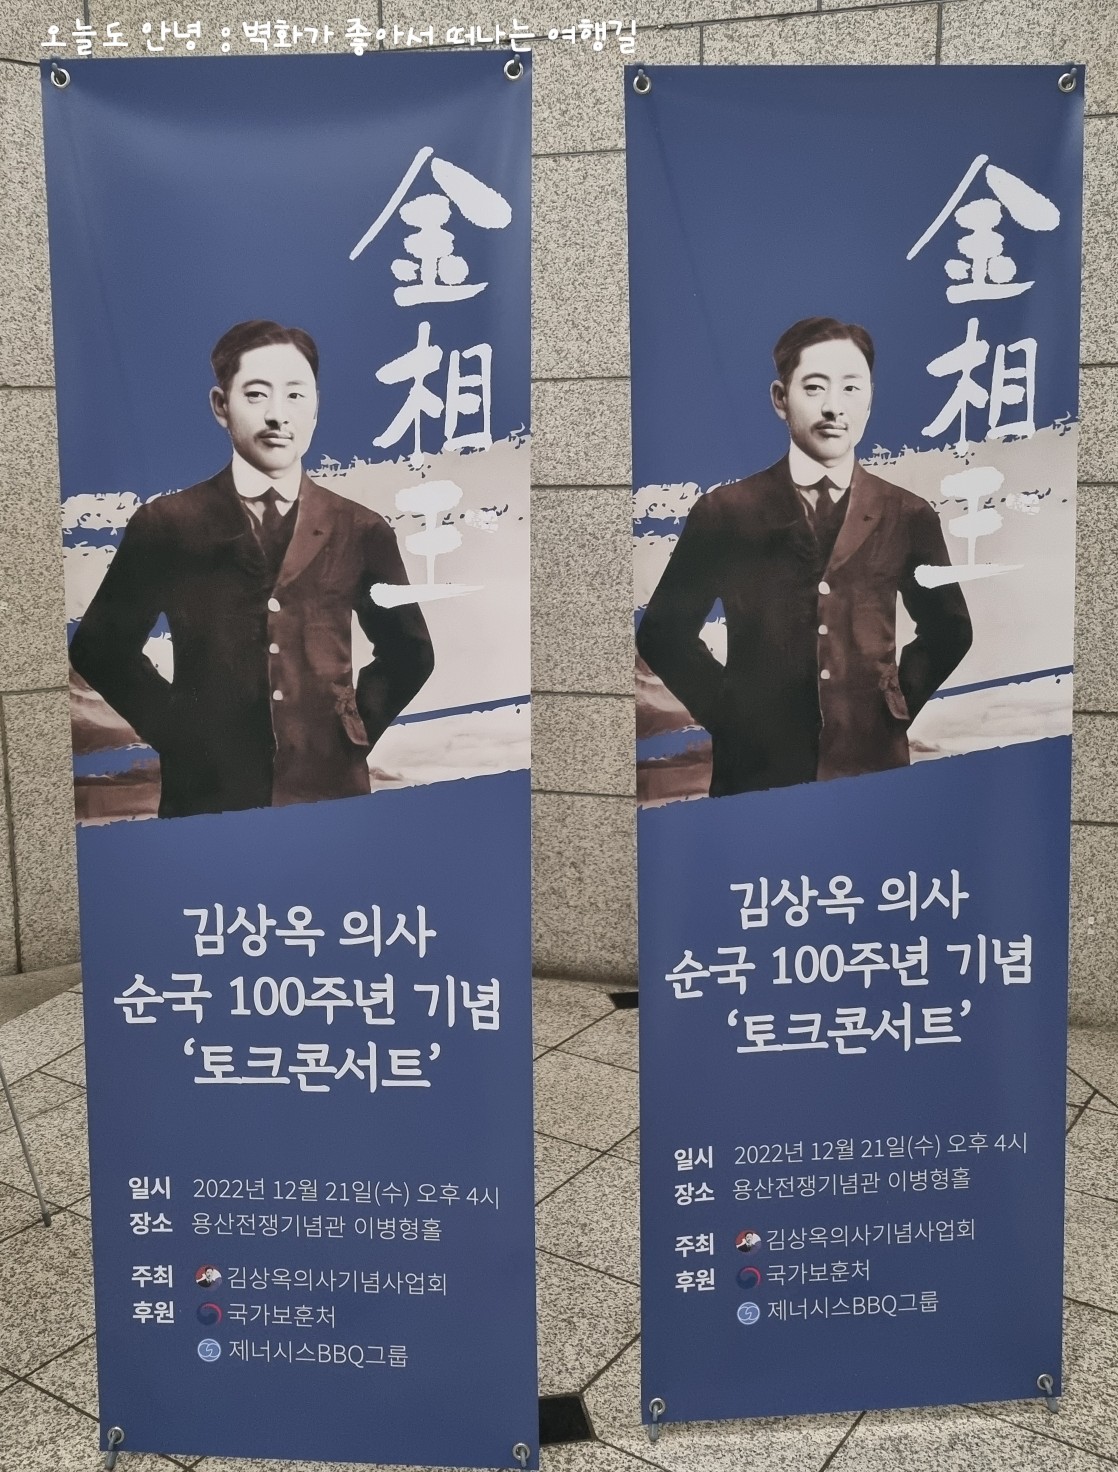 오늘도 안녕 : 벽화가 좋아서 떠나는 여행길
金
相
玉
김상옥 의사
순국 100주년 기념
‘토크콘서트’
일시 2022년 12월 21일(수) 오후 4시
장소 용산전쟁기념관 이병형홀
주최 김상옥의사기념사업회
후원 국가보훈처
제너시스BBQ그룹
金
相
玉
김상옥 의사
순국 100주년 기념
‘토크콘서트’
일시 2022년 12월 21일(수) 오후 4시
장소 용산전쟁기념관 이병형홀
주최 김상옥의사기념사업회
후원 국가보훈처
제너시스BBQ그룹